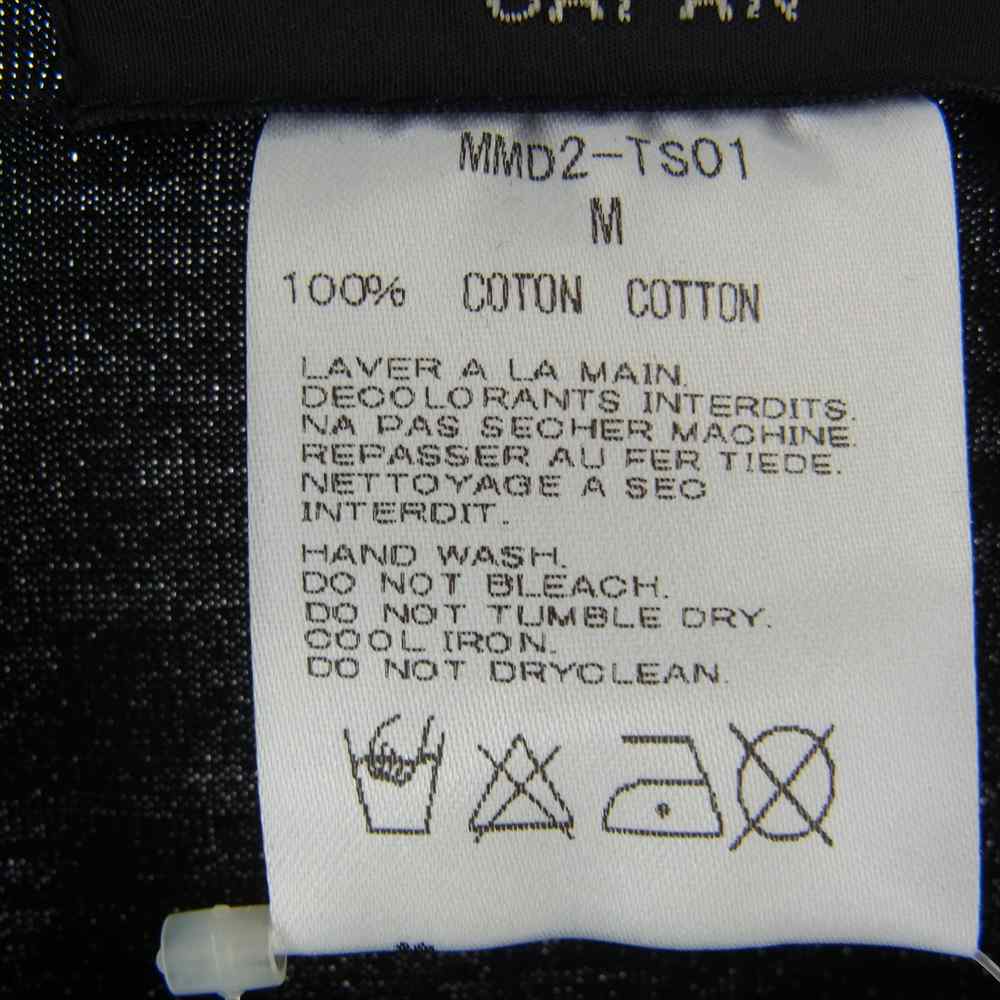 JAPAN
MMD2-TS01
M
100% COTON COTTON
LAVER A LA MAIN.
DECOLORANTS INTERDITS.
NA PAS SECHER MACHINE.
REPASSER AU FER TIEDE.
NETTOYAGE A SEC
INTERDIT.
HAND WASH.
DO NOT BLEACH.
DO NOT TUMBLE DRY.
COOL IRON.
DO NOT DRYCLEAN.